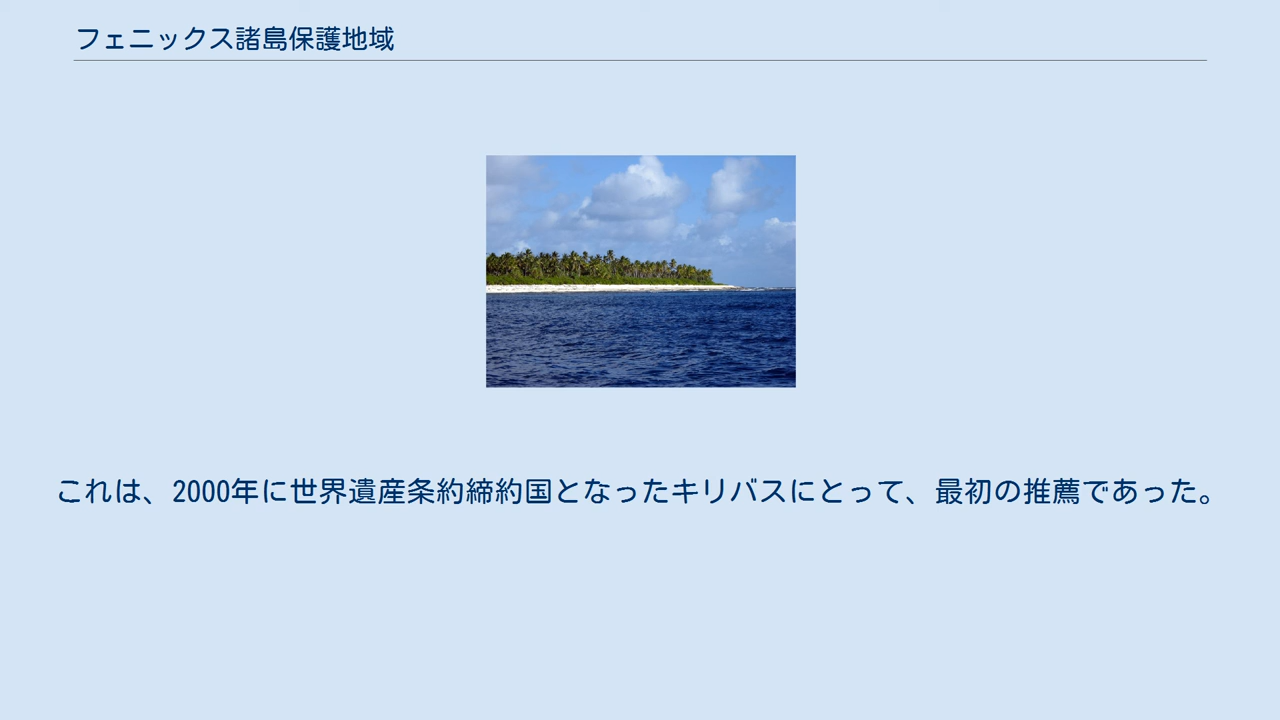 フェニックス諸島保護地域
これは、2000年に世界遺産条約締約国となったキリバスにとって、最初の推薦であった。